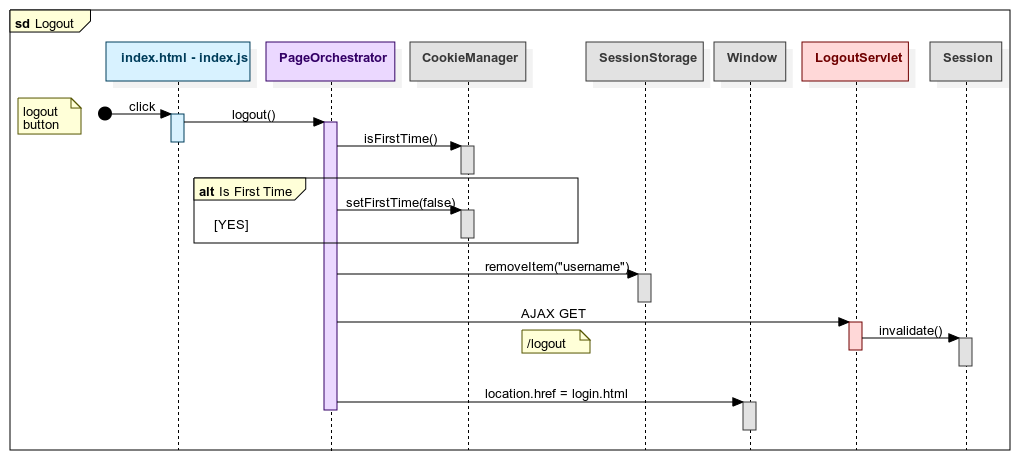 sd Logout
index.html - index.js
PageOrchestrator
CookieManager
SessionStorage
Window
LogoutServlet
Session
logout
button
click
logout()
isFirstTime()
alt Is First Time
setFirstTime(false)
[YES]
removeItem("username")
AJAX GET
/logout
invalidate()
location.href = login.html